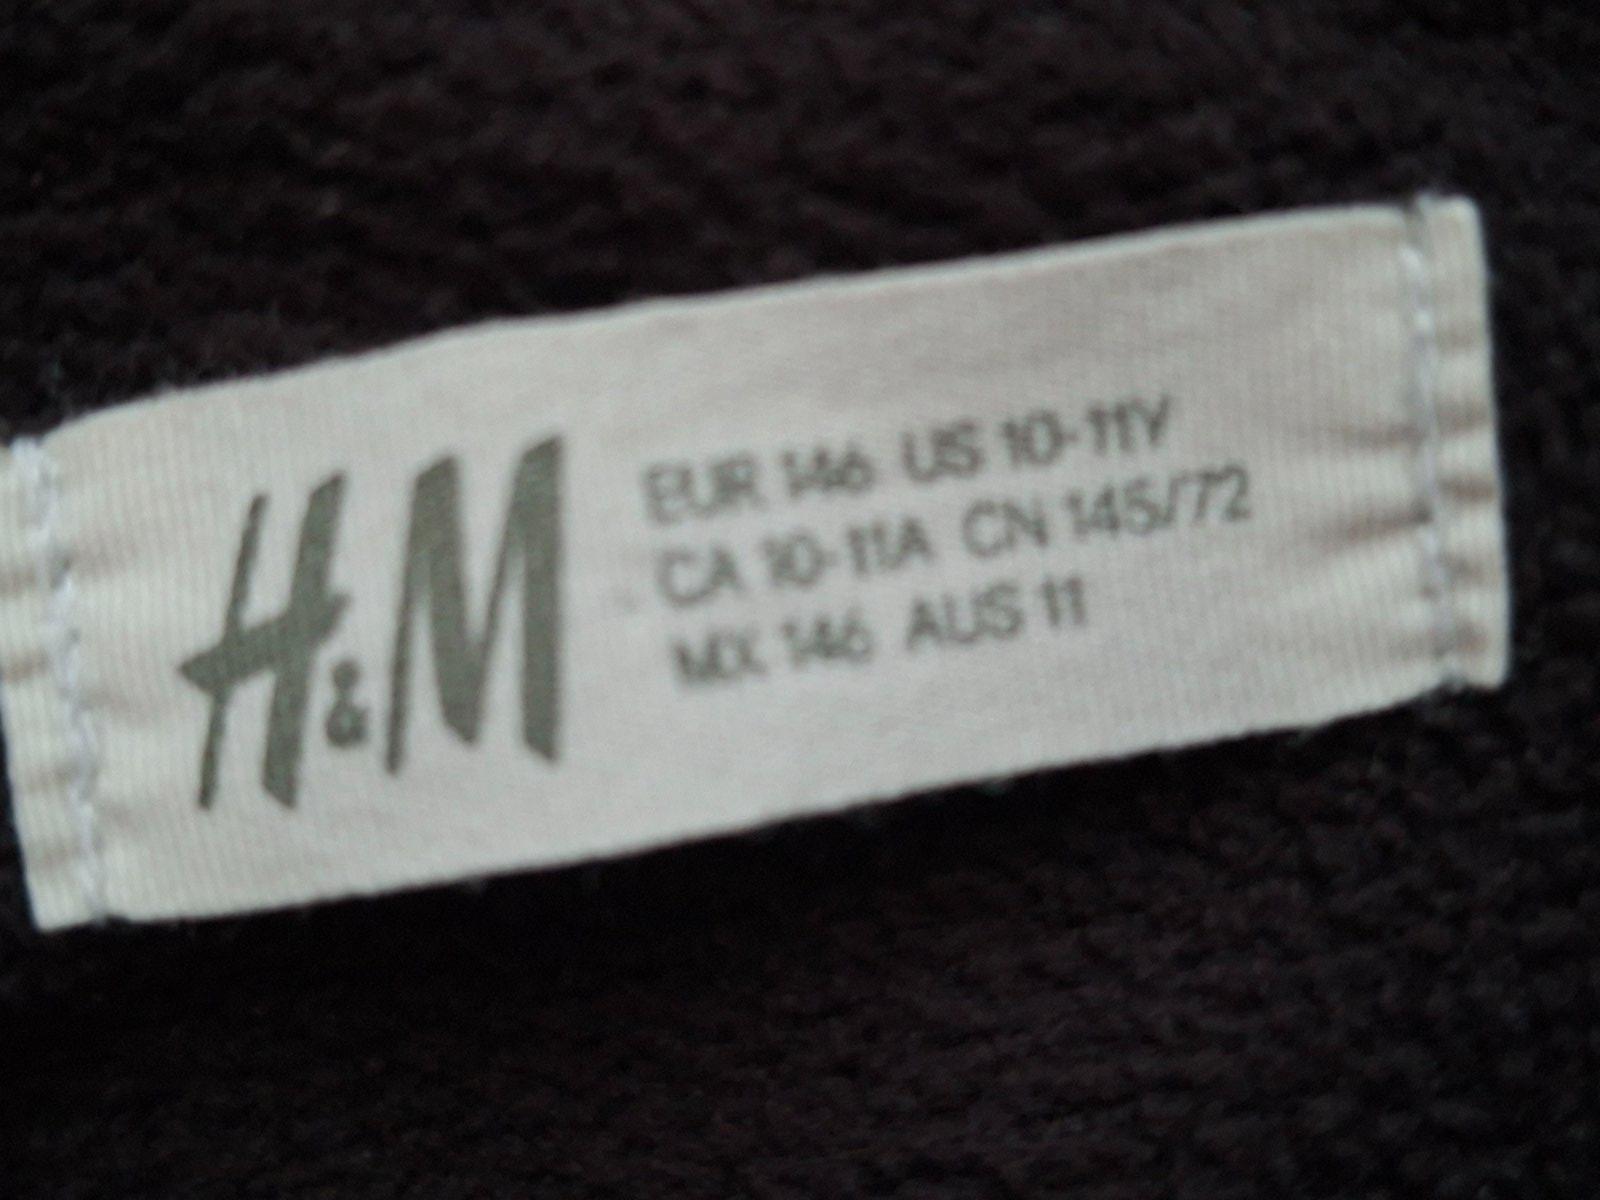 H&M
EUR 146 US 10-11Y
CA 10-11A CN 145/72
MX 146 AUS 11